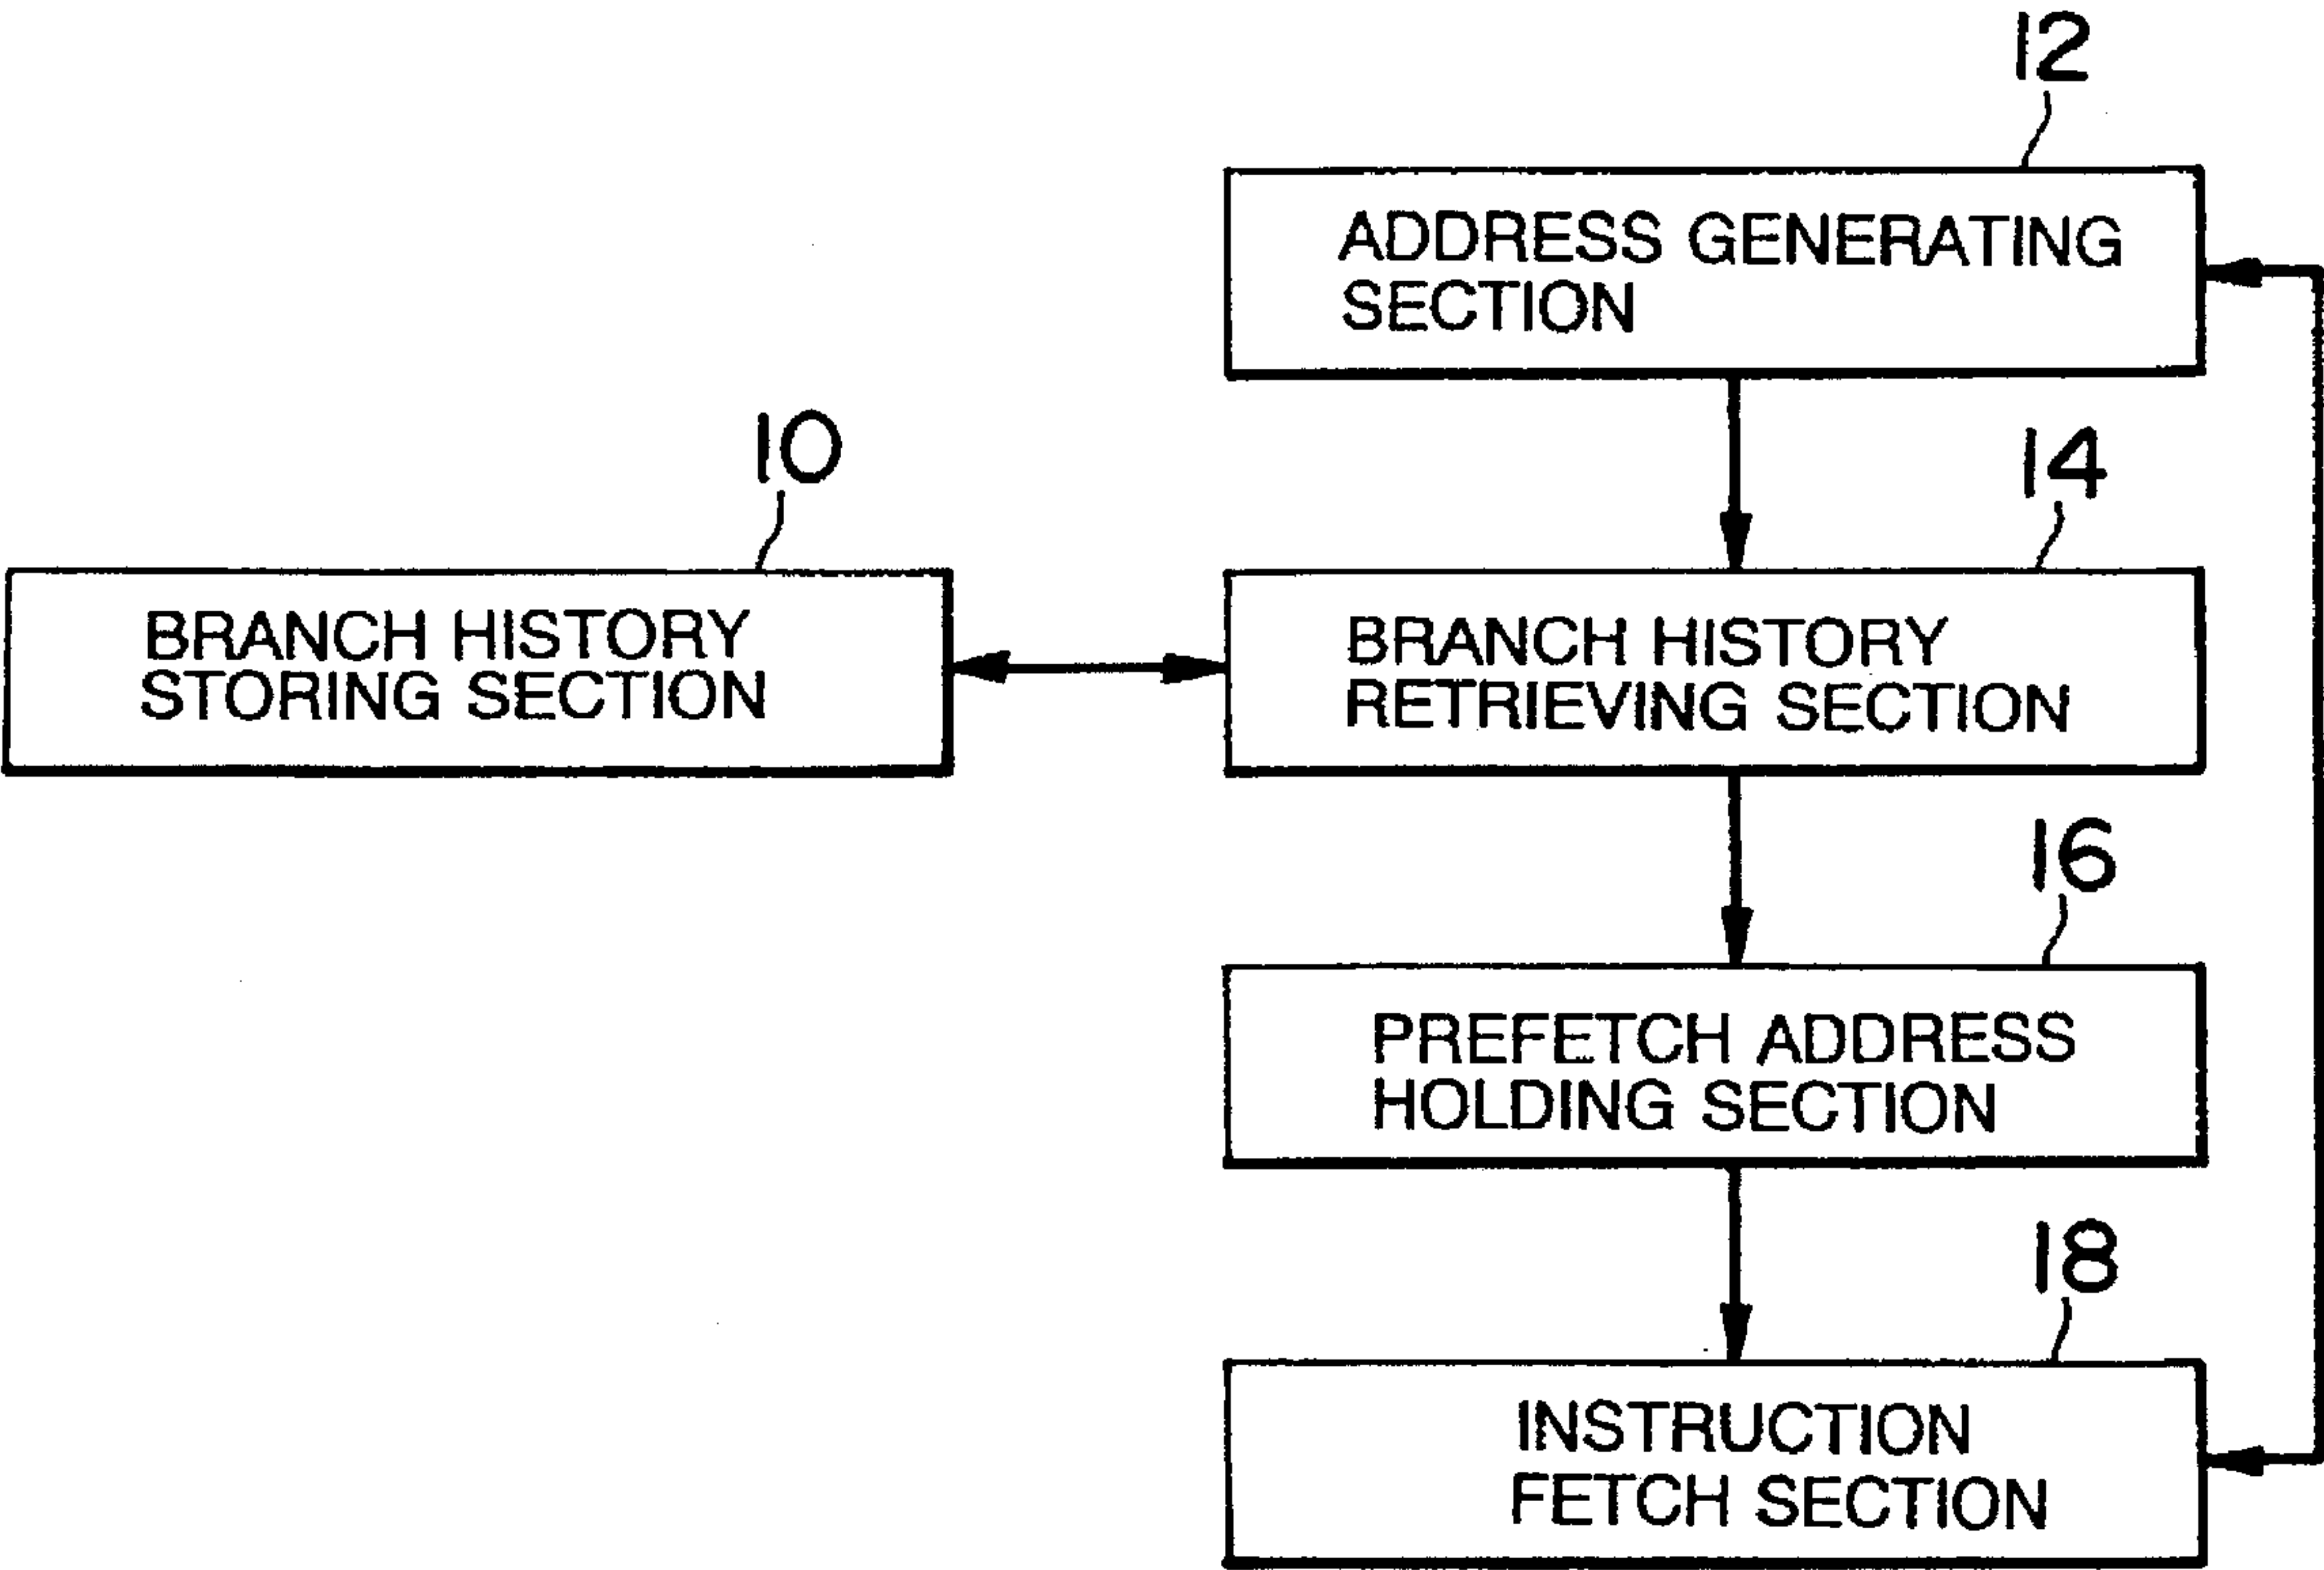 12
ADDRESS GENERATING
SECTION
10
14
BRANCH HISTORY
STORING SECTION
BRANCH HISTORY
RETRIEVING SECTION
16
PREFETCH ADDRESS
HOLDING SECTION
18
INSTRUCTION
FETCH SECTION